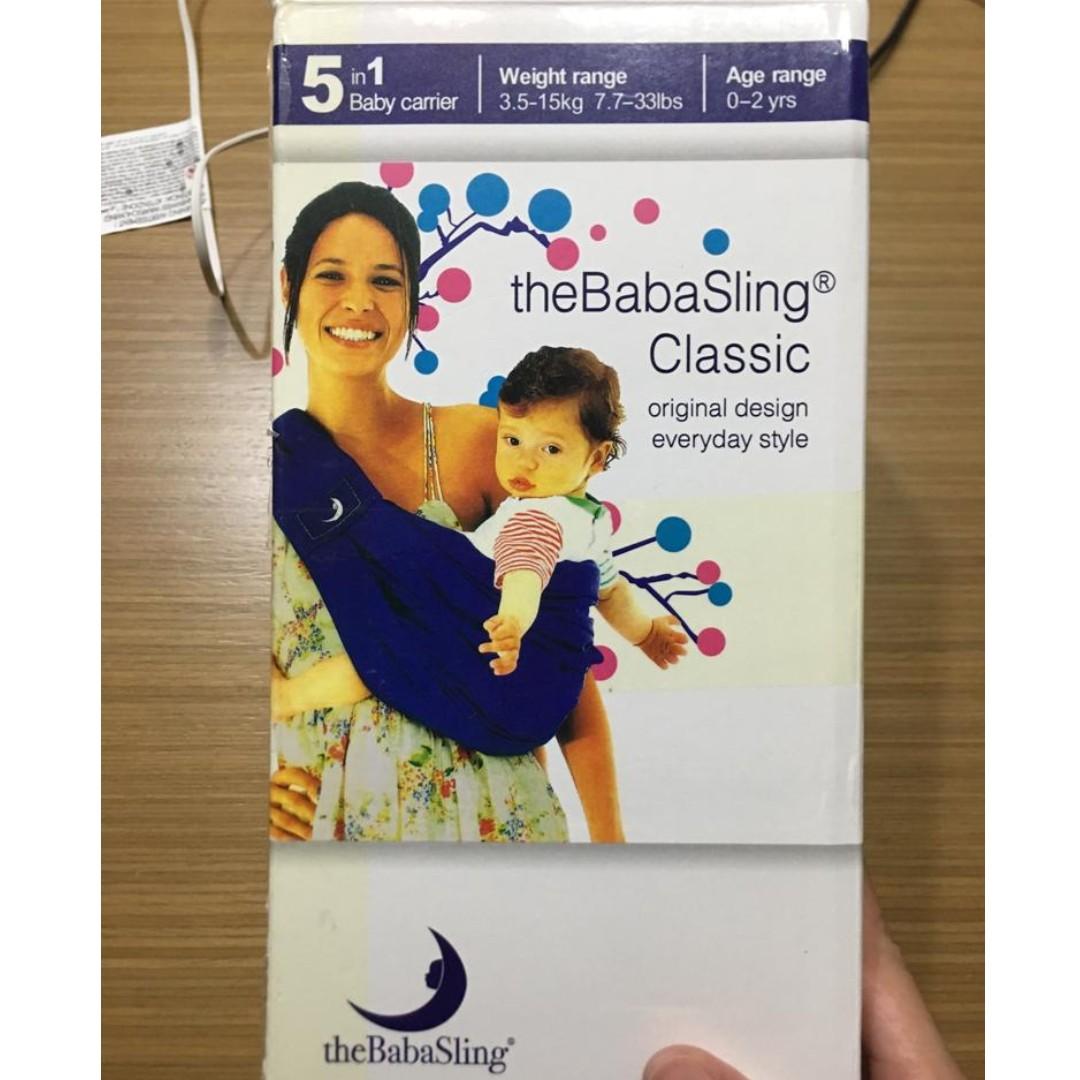 5 in 1
Baby carrier
Weight range
3.5-15kg 7.7–33lbs
Age range
0–2 yrs
theBabaSling®
Classic
original design
everyday style
theBabaSling®